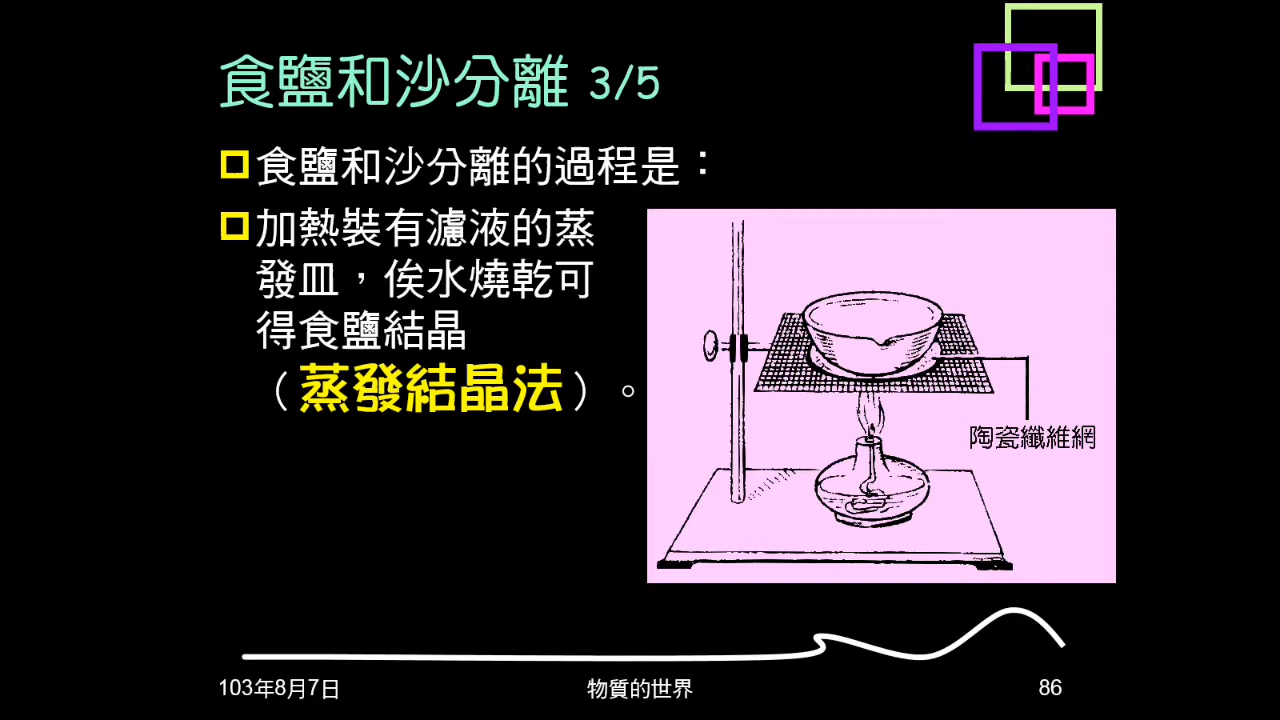 食鹽和沙分離 3/5
食鹽和沙分離的過程是：
加熱裝有濾液的蒸
發皿，俟水燒乾可
得食鹽結晶
（蒸發結晶法）。
陶瓷纖維網
103年8月7日
物質的世界
86